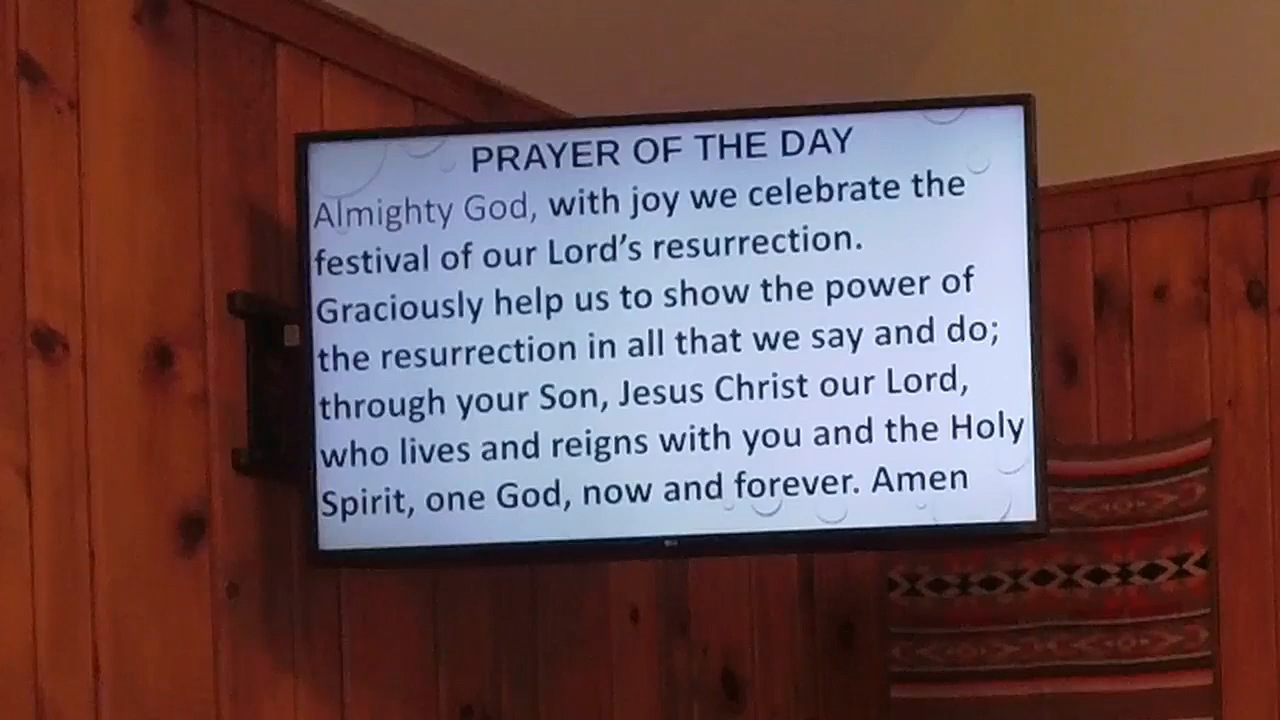 PRAYER OF THE DAY
Almighty God, with joy we celebrate the
festival of our Lord's resurrection.
Graciously help us to show the power of
the resurrection in all that we say and do;
through your Son, Jesus Christ our Lord,
who lives and reigns with you and the Holy
Spirit, one God, now and forever. Amen